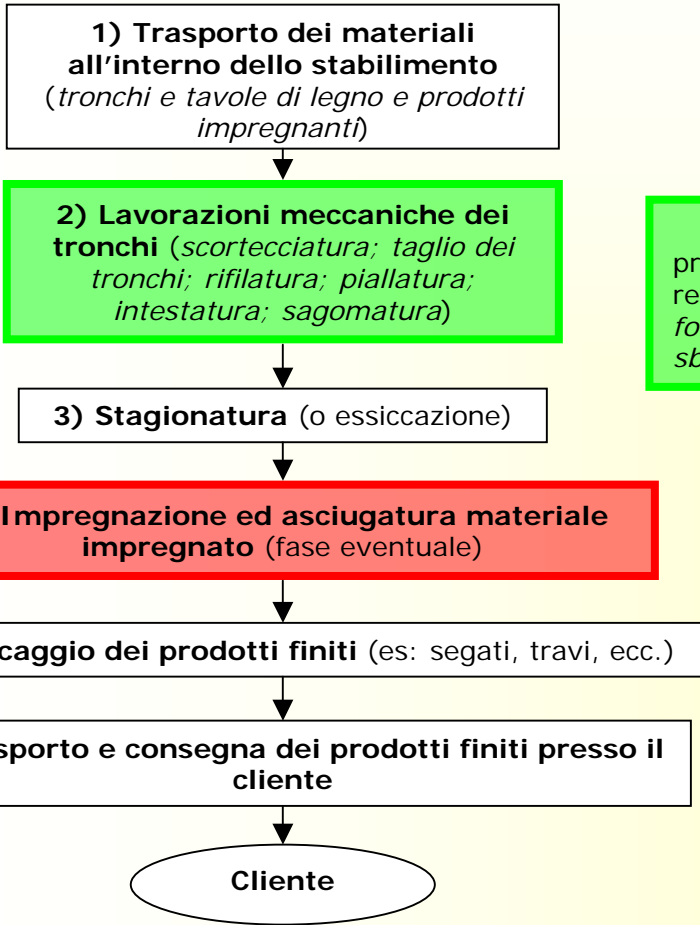 1) Trasporto dei materiali
all'interno dello stabilimento
(tronchi e tavole di legno e prodotti
impregnanti)
2) Lavorazioni meccaniche dei
tronchi (scortecciatura; taglio dei
tronchi; rifilatura; piallatura;
intestatura; sagomatura)
pr
re
fo
sb
3) Stagionatura (o essiccazione)
Impregnazione ed asciugatura materiale
impregnato (fase eventuale)
caggio dei prodotti finiti (es: segati, travi, ecc.)
sporto e consegna dei prodotti finiti presso il
cliente
Cliente